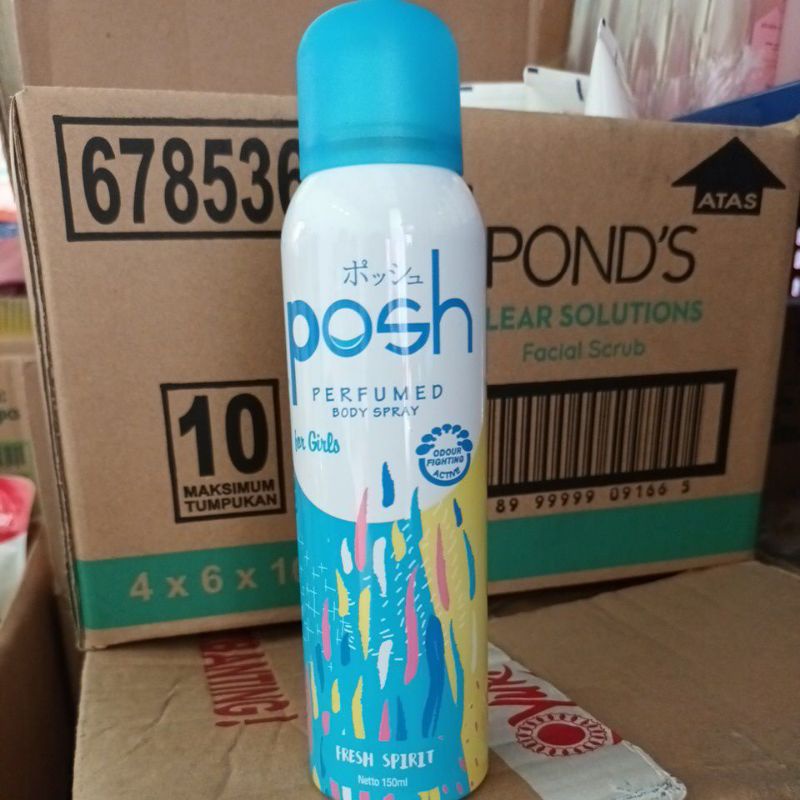 678536
ATAS
POND'S
LEAR SOLUTIONS
Facial Scrub
10
MAKSIMUM
TUMPUKAN
89 99999 09166 5
4 x 6 x 1
ポッシュ
posh
PERFUMED
BODY SPRAY
for Girls
ODOUR
FIGHTING
ACTIVE
FRESH SPIRIT
Netto 150ml
BANTING!